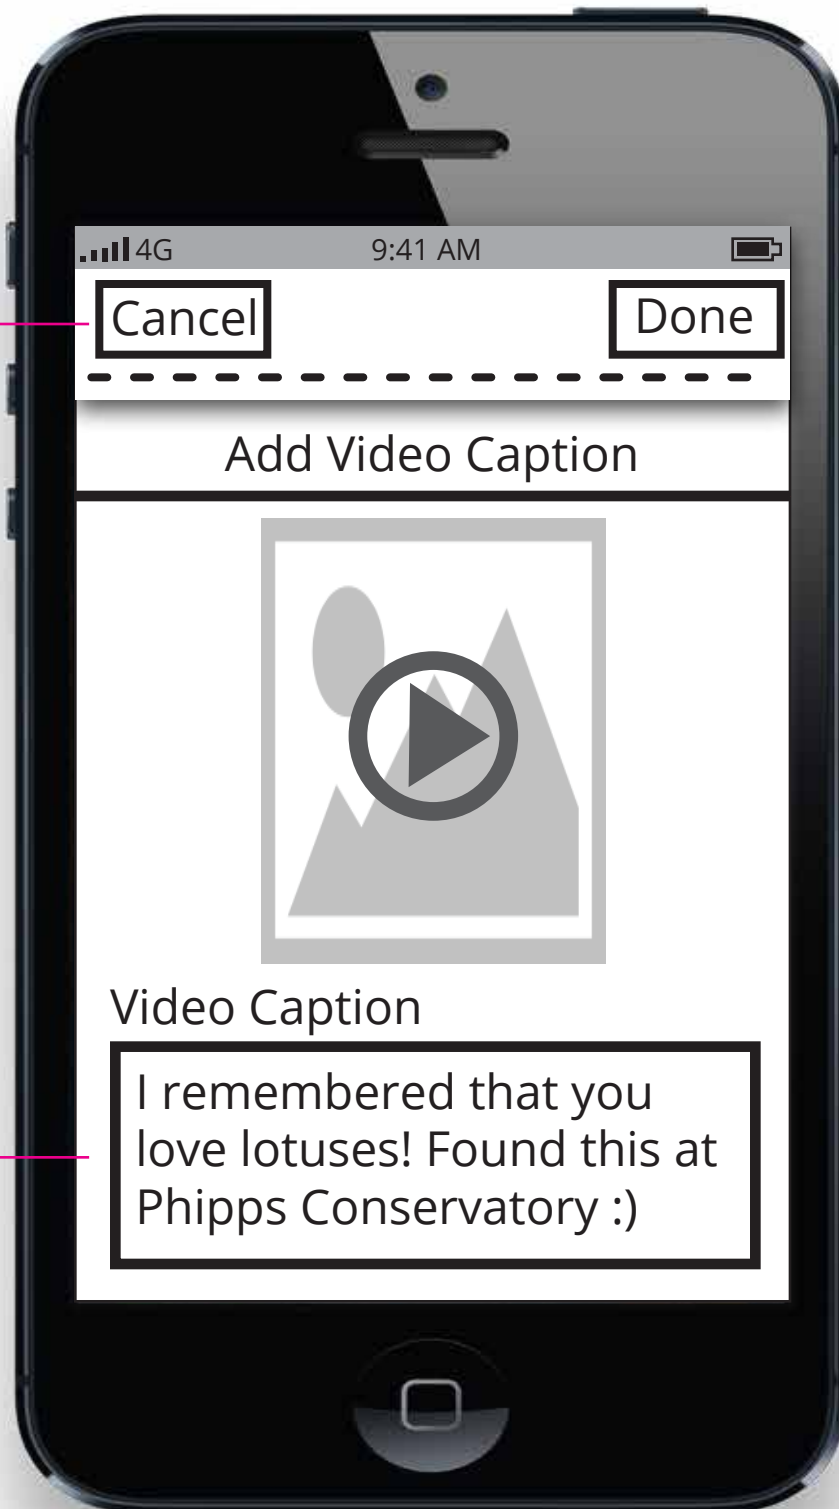 4G 9:41 AM
Cancel Done
Add Video Caption
Video Caption
I remembered that you
love lotuses! Found this at
Phipps Conservatory :)